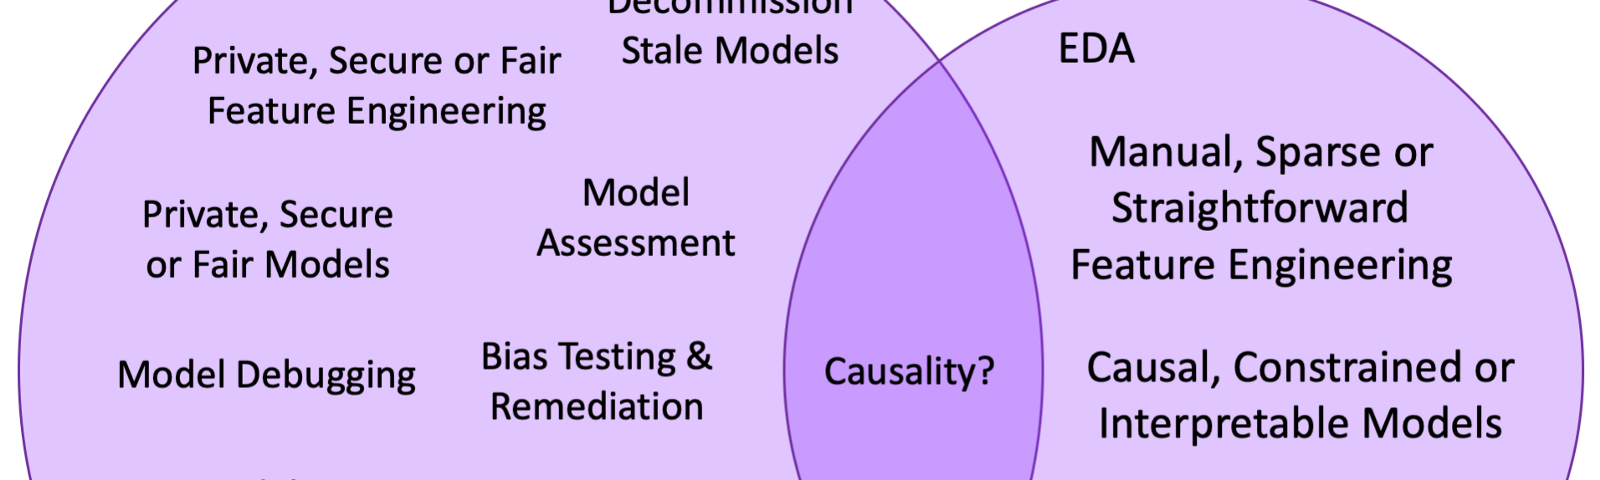 Decommission
Stale Models
Private, Secure or Fair
Feature Engineering
Model
Assessment
Private, Secure
or Fair Models
Bias Testing &
Remediation
Model Debugging
Causality?
EDA
Manual, Sparse or
Straightforward
Feature Engineering
Causal, Constrained or
Interpretable Models